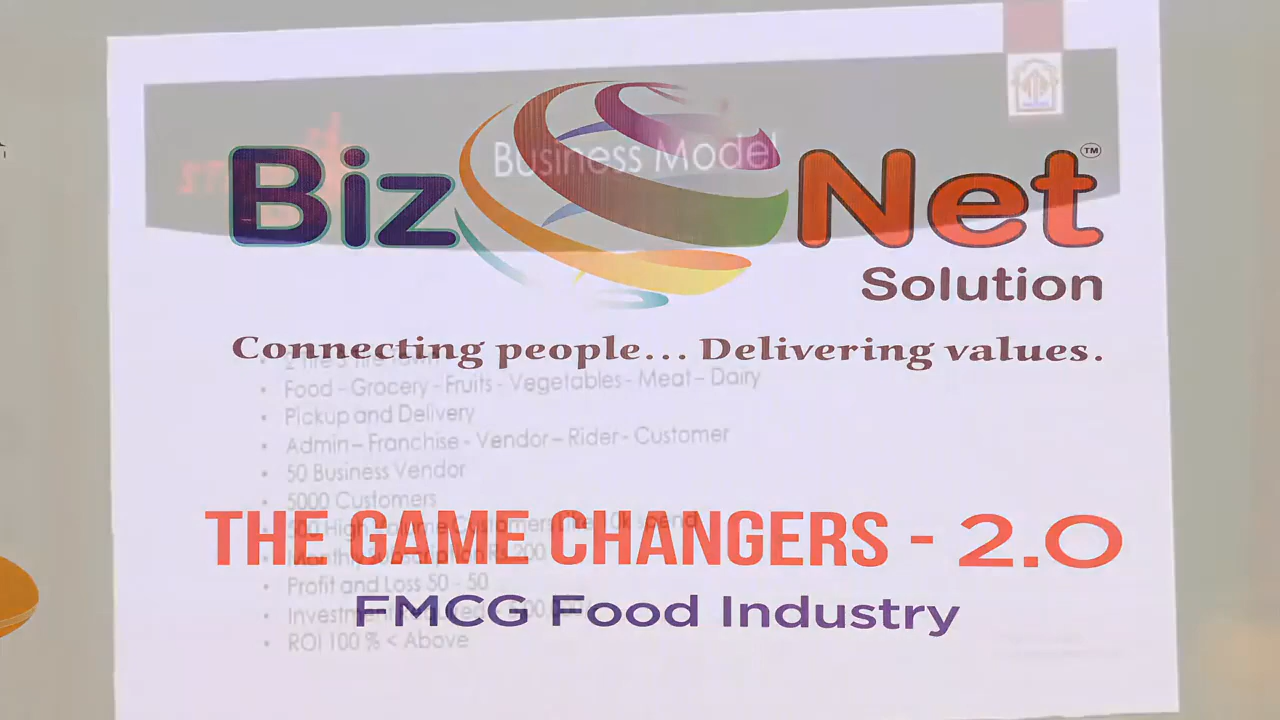 Business Model
Biz Net TM
Solution
Connecting people... Delivering values.
Food - Grocery - Fruits - Vegetables - Meat - Dairy
Pickup and Delivery
Admin - Franchise - Vendor - Rider - Customer
50 Business Vendor
5000 Customers
THE GAME CHANGERS - 2.0
Profit and Loss 50 - 50
FMCG Food Industry
ROI 100 % < Above